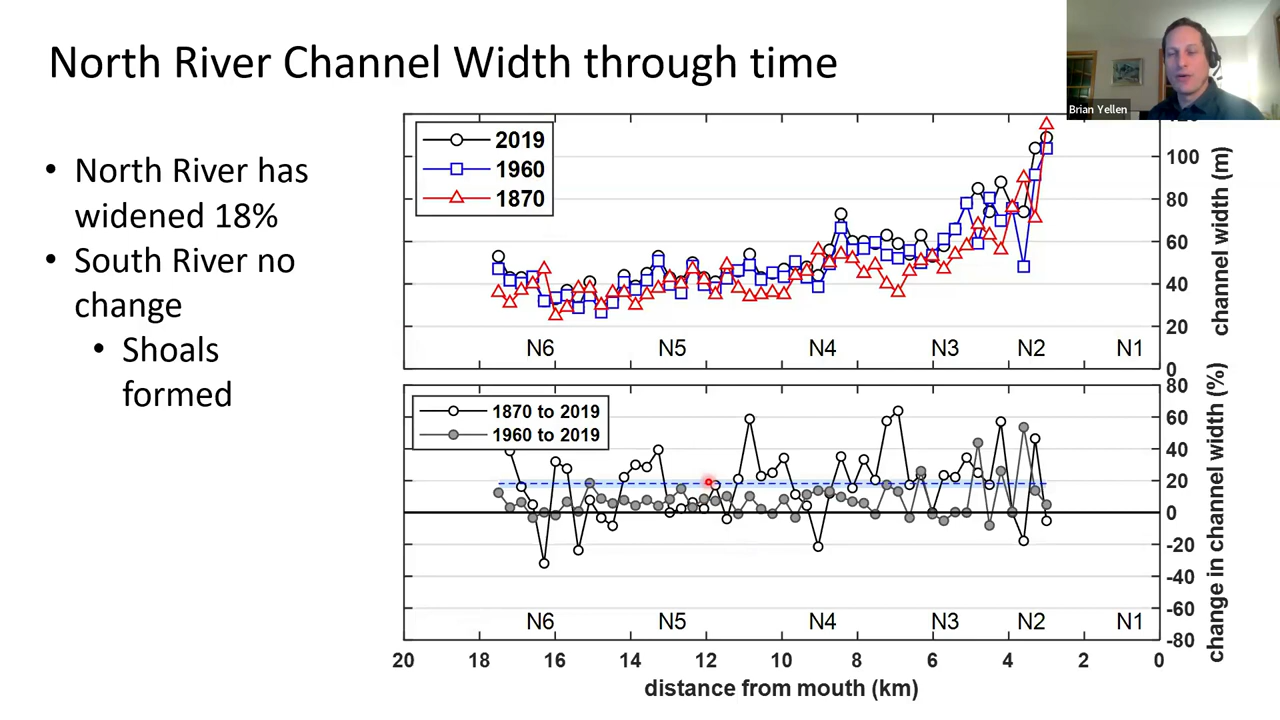 North River Channel Width through time
Brian Yellen
• North River has
widened 18%
• South River no
change
• Shoals
formed
2019
1960
1870
100
80
60
40
20
0
channel width (m)
N6 N5 N4 N3 N2 N1
1870 to 2019
1960 to 2019
80
60
40
20
0
-20
-40
-60
-80
change in channel width (%)
N6 N5 N4 N3 N2 N1
20 18 16 14 12 10 8 6 4 2 0
distance from mouth (km)